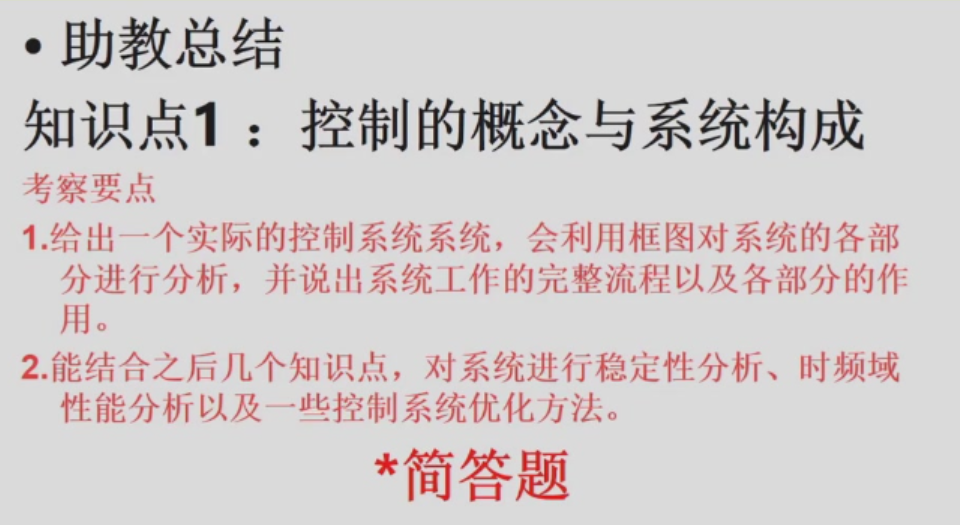 • 助教总结
知识点1：控制的概念与系统构成
考察要点
1.给出一个实际的控制系统系统，会利用框图对系统的各部
分进行分析，并说出系统工作的完整流程以及各部分的作
用。
2.能结合之后几个知识点，对系统进行稳定性分析、时频域
性能分析以及一些控制系统优化方法。
*简答题